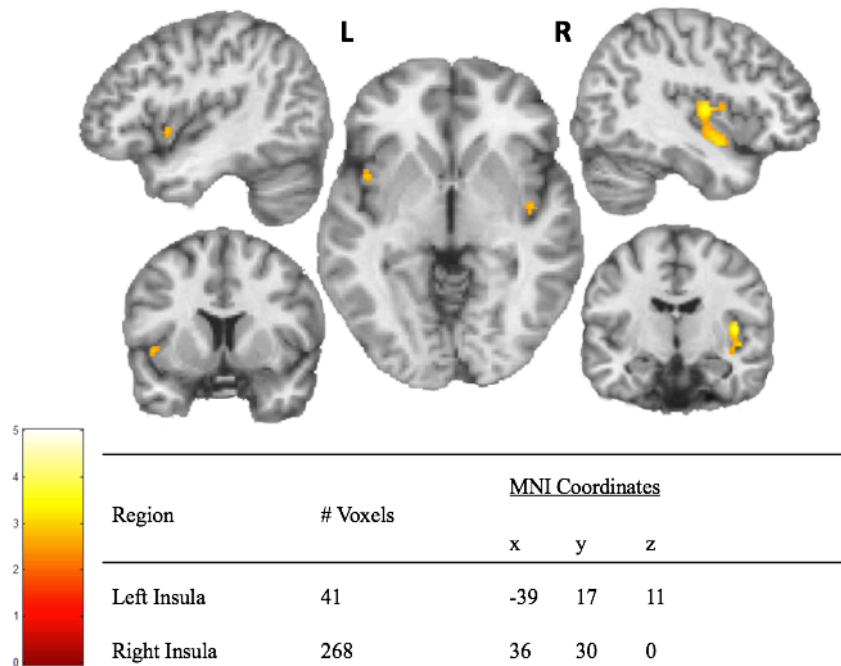 L R
5
4
3
2
1
0
MNI Coordinates
Region # Voxels
x y z
Left Insula 41 -39 17 11
Right Insula 268 36 30 0